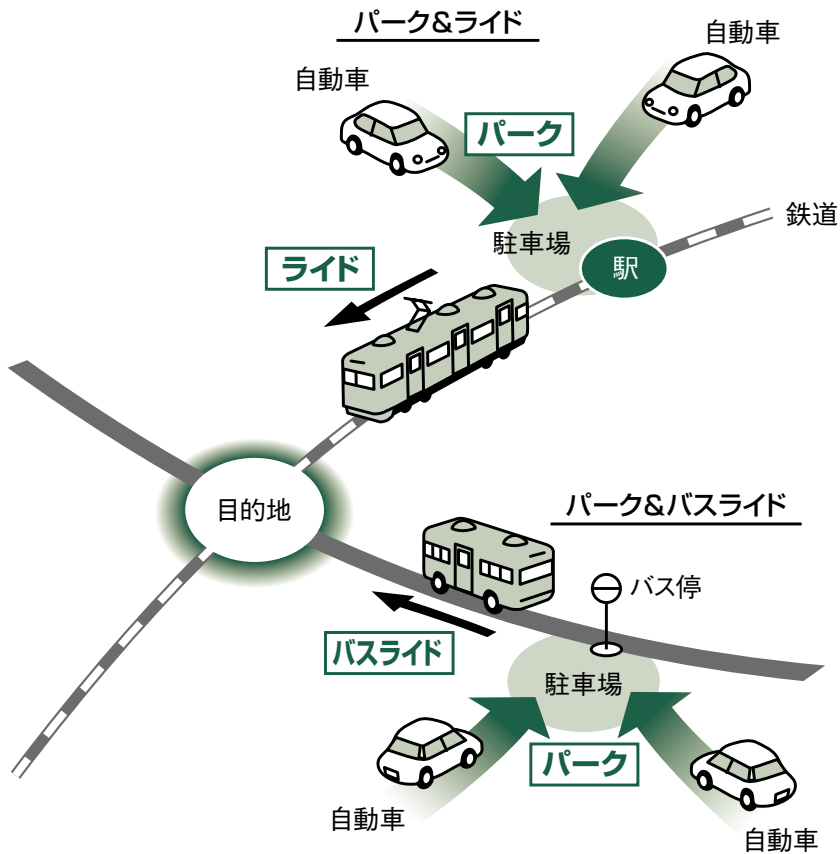 パーク&ライド
自動車
自動車
パーク
鉄道
駐車場
駅
ライド
目的地
パーク&バスライド
バス停
バスライド
駐車場
パーク
自動車
自動車